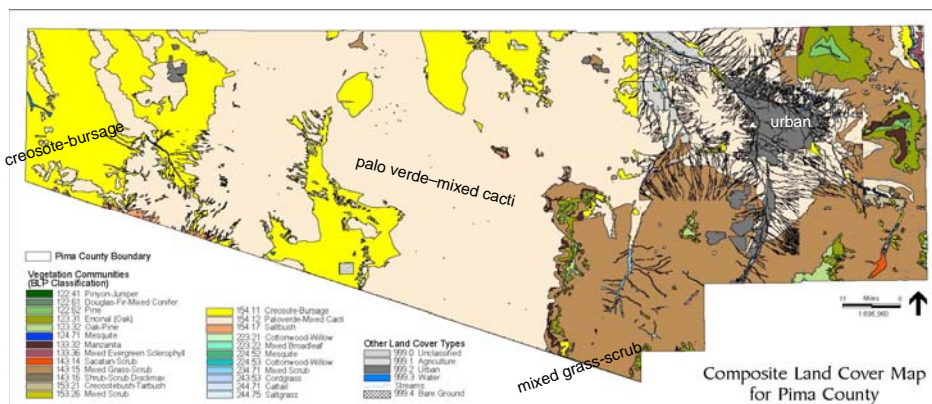 creosote-bursage
palo verde–mixed cacti
urban
mixed grass-scrub
Pima County Boundary
Vegetation Communities
(BLP Classification)
122.41 Pinyon-Juniper
122.61 Douglas-Fir-Mixed Conifer
122.62 Pine
123.31 Encinal (Oak)
123.32 Oak-Pine
124.71 Mesquite
133.32 Manzanita
133.36 Mixed Evergreen Sclerophyll
143.14 Sacatan-Scrub
143.15 Mixed Grass-Scrub
143.16 Shrub-Scrub Disclimax
153.21 Creosotebush-Tarbush
153.26 Mixed Scrub
154.11 Creosote-Bursage
154.12 Paloverde-Mixed Cacti
154.17 Saltbush
223.21 Cottonwood-Willow
223.22 Mixed Broadleaf
224.52 Mesquite
224.53 Cottonwood-Willow
234.71 Mixed Scrub
243.53 Cordgrass
244.71 Cattail
244.75 Saltgrass
Other Land Cover Types
999.0 Unclassified
999.1 Agriculture
999.2 Urban
999.3 Water
Streams
999.4 Bare Ground
11 Miles 0
Composite Land Cover Map
for Pima County